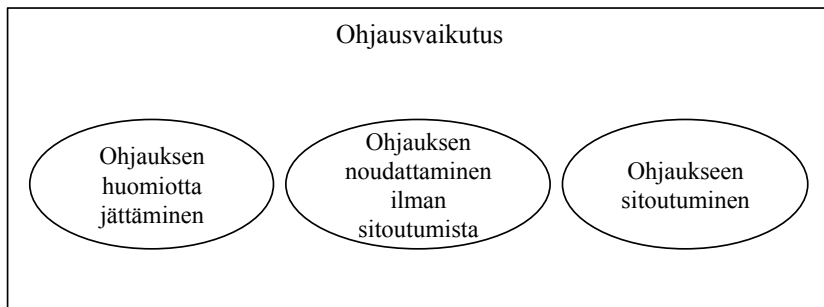 Ohjausvaikutus
Ohjauksen
huomiotta
jättäminen
Ohjauksen
noudattaminen
ilman
sitoutumista
Ohjaukseen
sitoutuminen